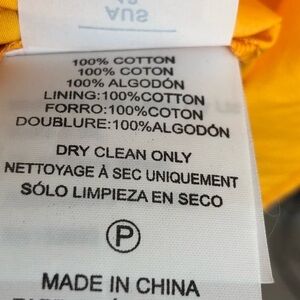 AUS
100% COTTON
100% COTON
100% ALGODÓN
LINING:100%COTTON
FORRO:100%COTON
DOUBLURE:100%ALGODÓN
DRY CLEAN ONLY
NETTOYAGE À SEC UNIQUEMENT
SÓLO LIMPIEZA EN SECO
P
MADE IN CHINA